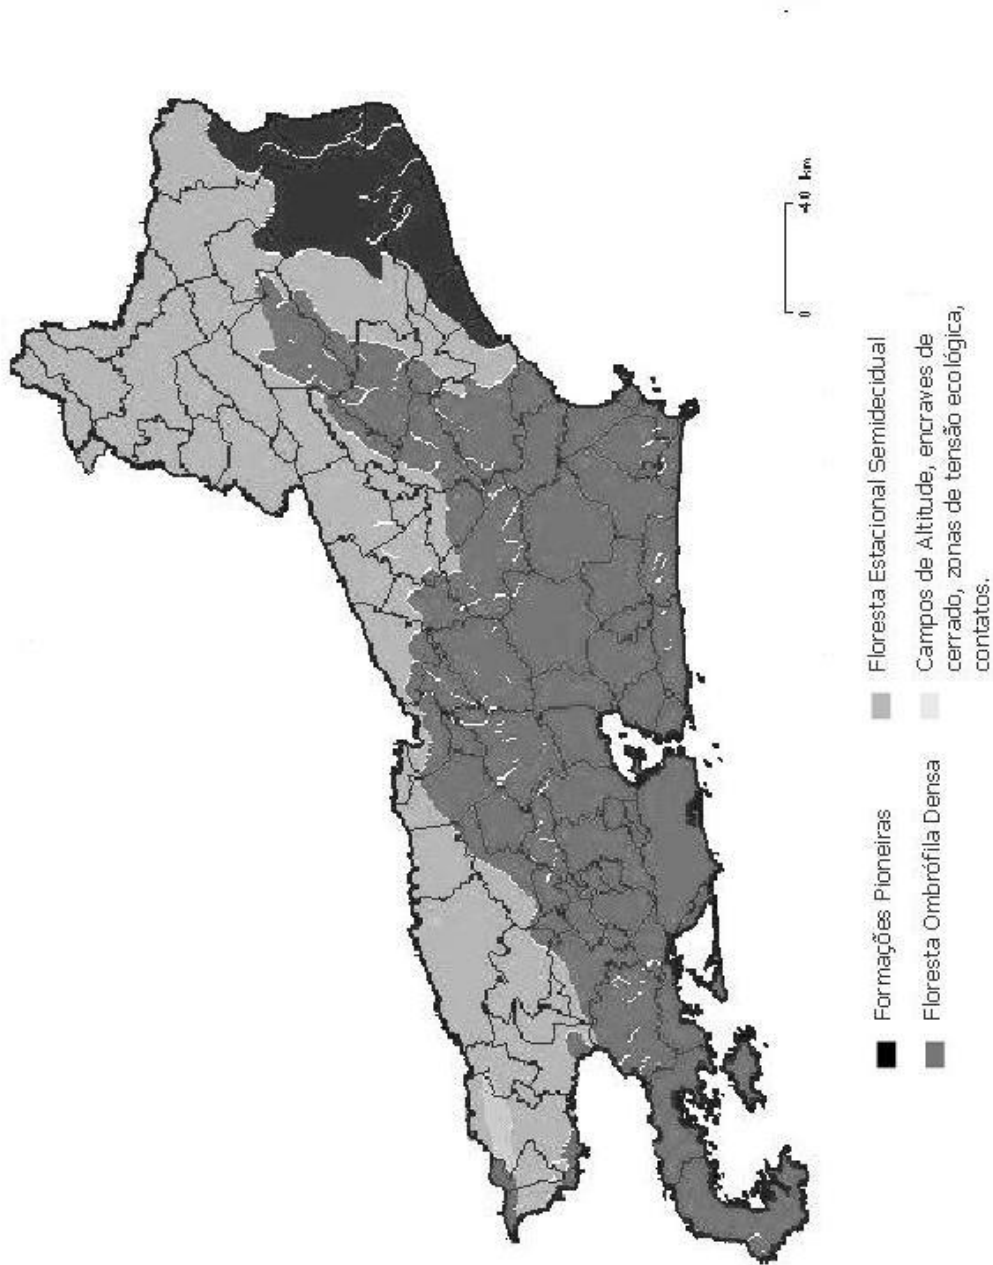 0
40 km
Formações Pioneiras
Floresta Estacional Semidecidual
Floresta Ombrófila Densa
Campos de Altitude, encraves de
cerrado, zonas de tensão ecológica,
contatos.